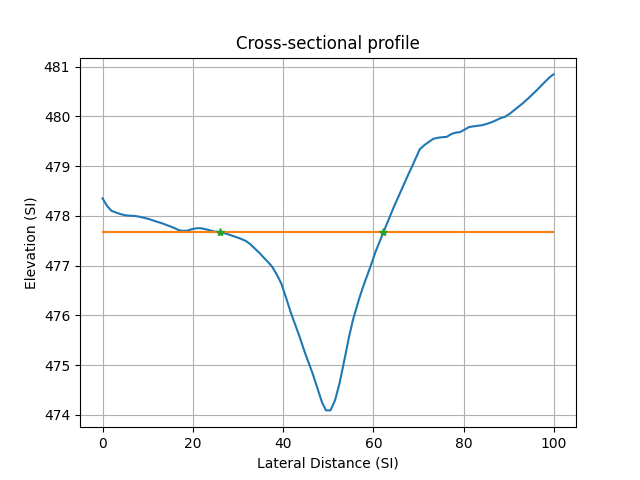 Cross-sectional profile
Elevation (SI)
481
480
479
478
477
476
475
474
0 20 40 60 80 100
Lateral Distance (SI)